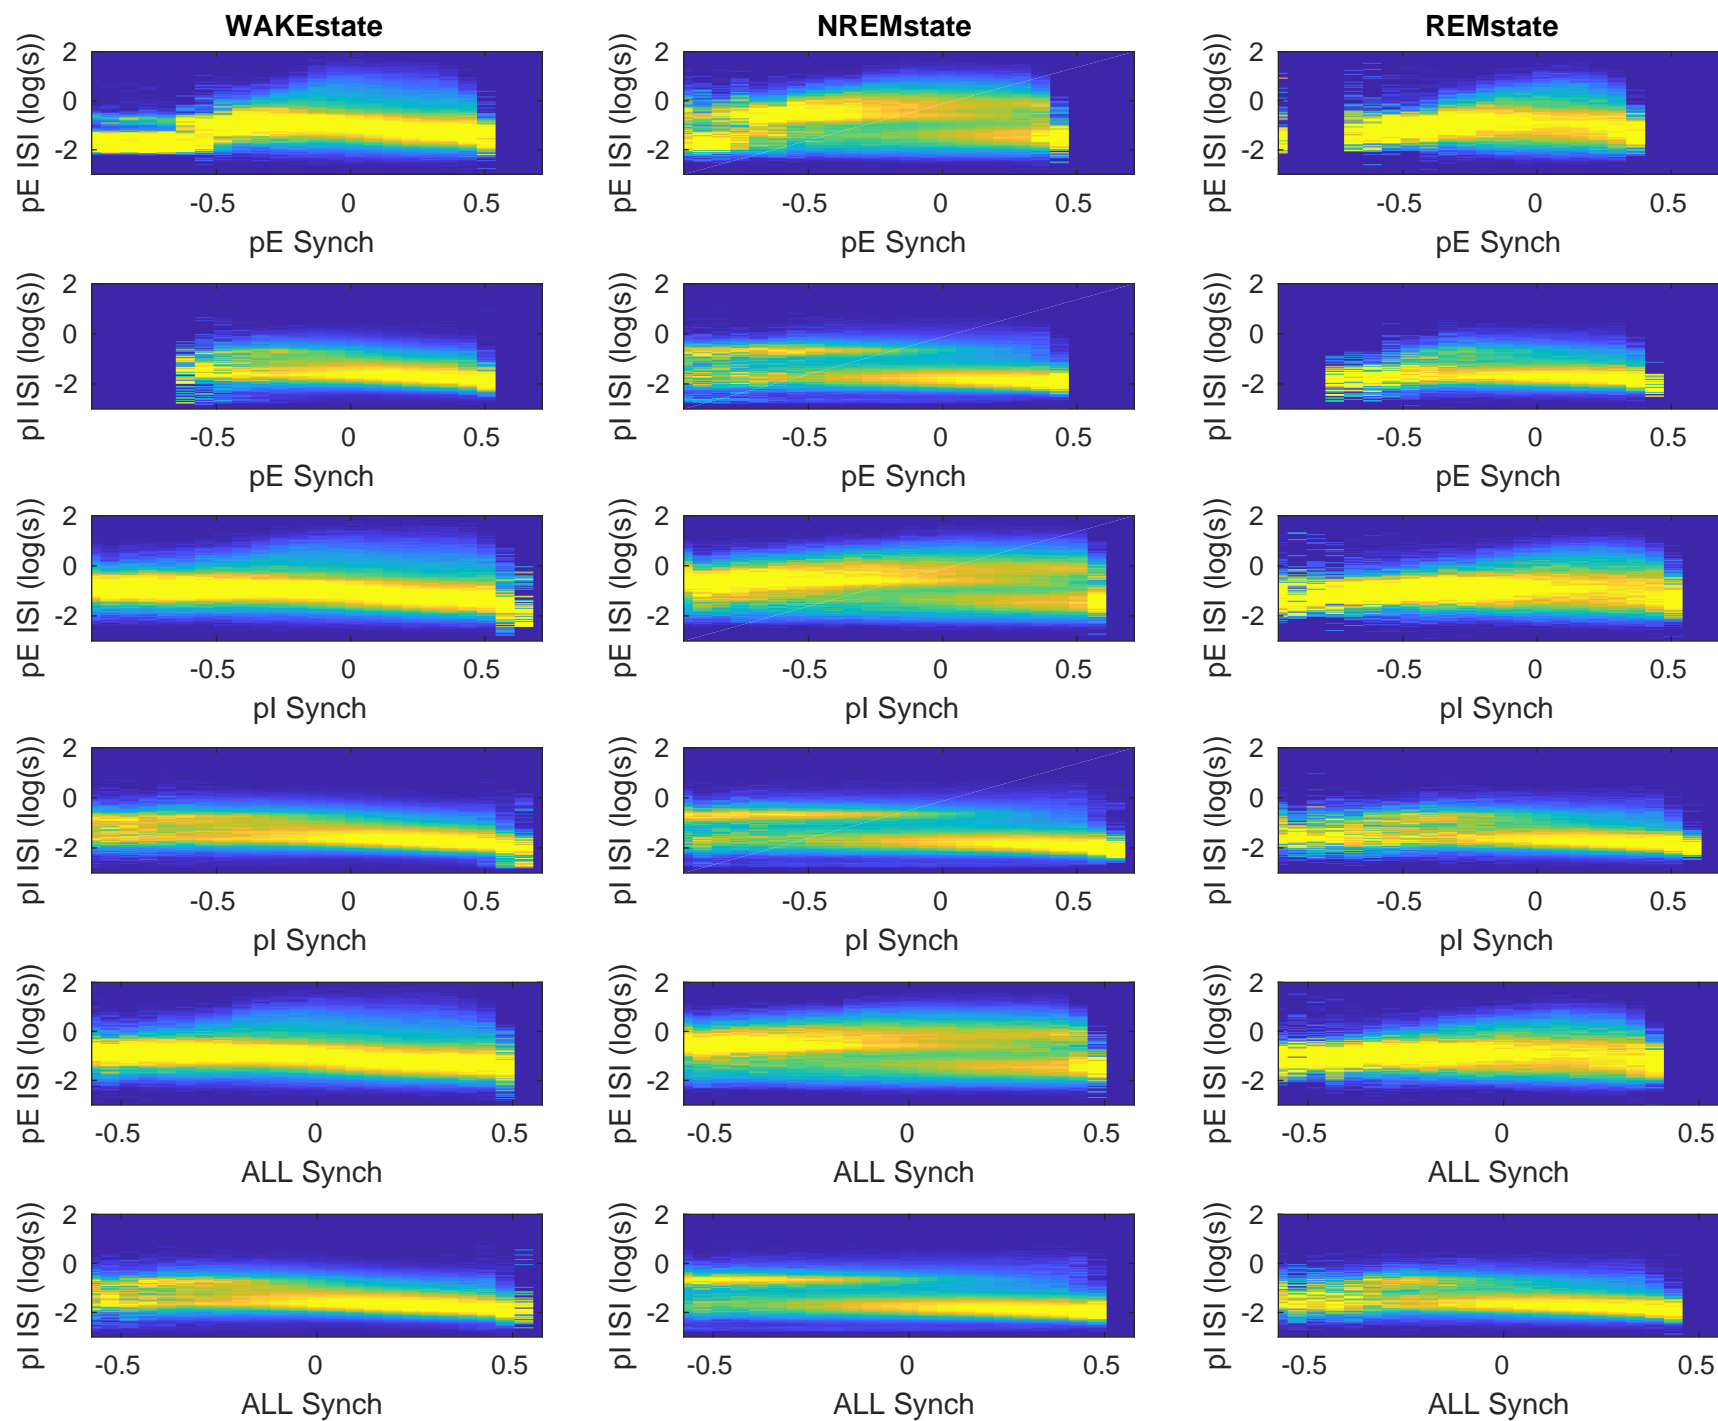 WAKEstate NREMstate REMstate
pE ISI (log(s)) 2 0 -2 pE ISI (log(s)) 2 0 -2 pE ISI (log(s)) 2 0 -2
-0.5 0 0.5 -0.5 0 0.5 -0.5 0 0.5
pE Synch pE Synch pE Synch
pI ISI (log(s)) 2 0 -2 pI ISI (log(s)) 2 0 -2 pI ISI (log(s)) 2 0 -2
-0.5 0 0.5 -0.5 0 0.5 -0.5 0 0.5
pE Synch pE Synch pE Synch
pE ISI (log(s)) 2 0 -2 pE ISI (log(s)) 2 0 -2 pE ISI (log(s)) 2 0 -2
-0.5 0 0.5 -0.5 0 0.5 -0.5 0 0.5
pI Synch pI Synch pI Synch
pI ISI (log(s)) 2 0 -2 pI ISI (log(s)) 2 0 -2 pI ISI (log(s)) 2 0 -2
-0.5 0 0.5 -0.5 0 0.5 -0.5 0 0.5
pI Synch pI Synch pI Synch
pE ISI (log(s)) 2 0 -2 pE ISI (log(s)) 2 0 -2 pE ISI (log(s)) 2 0 -2
-0.5 0 0.5 -0.5 0 0.5 -0.5 0 0.5
ALL Synch ALL Synch ALL Synch
pI ISI (log(s)) 2 0 -2 pI ISI (log(s)) 2 0 -2 pI ISI (log(s)) 2 0 -2
-0.5 0 0.5 -0.5 0 0.5 -0.5 0 0.5
ALL Synch ALL Synch ALL Synch